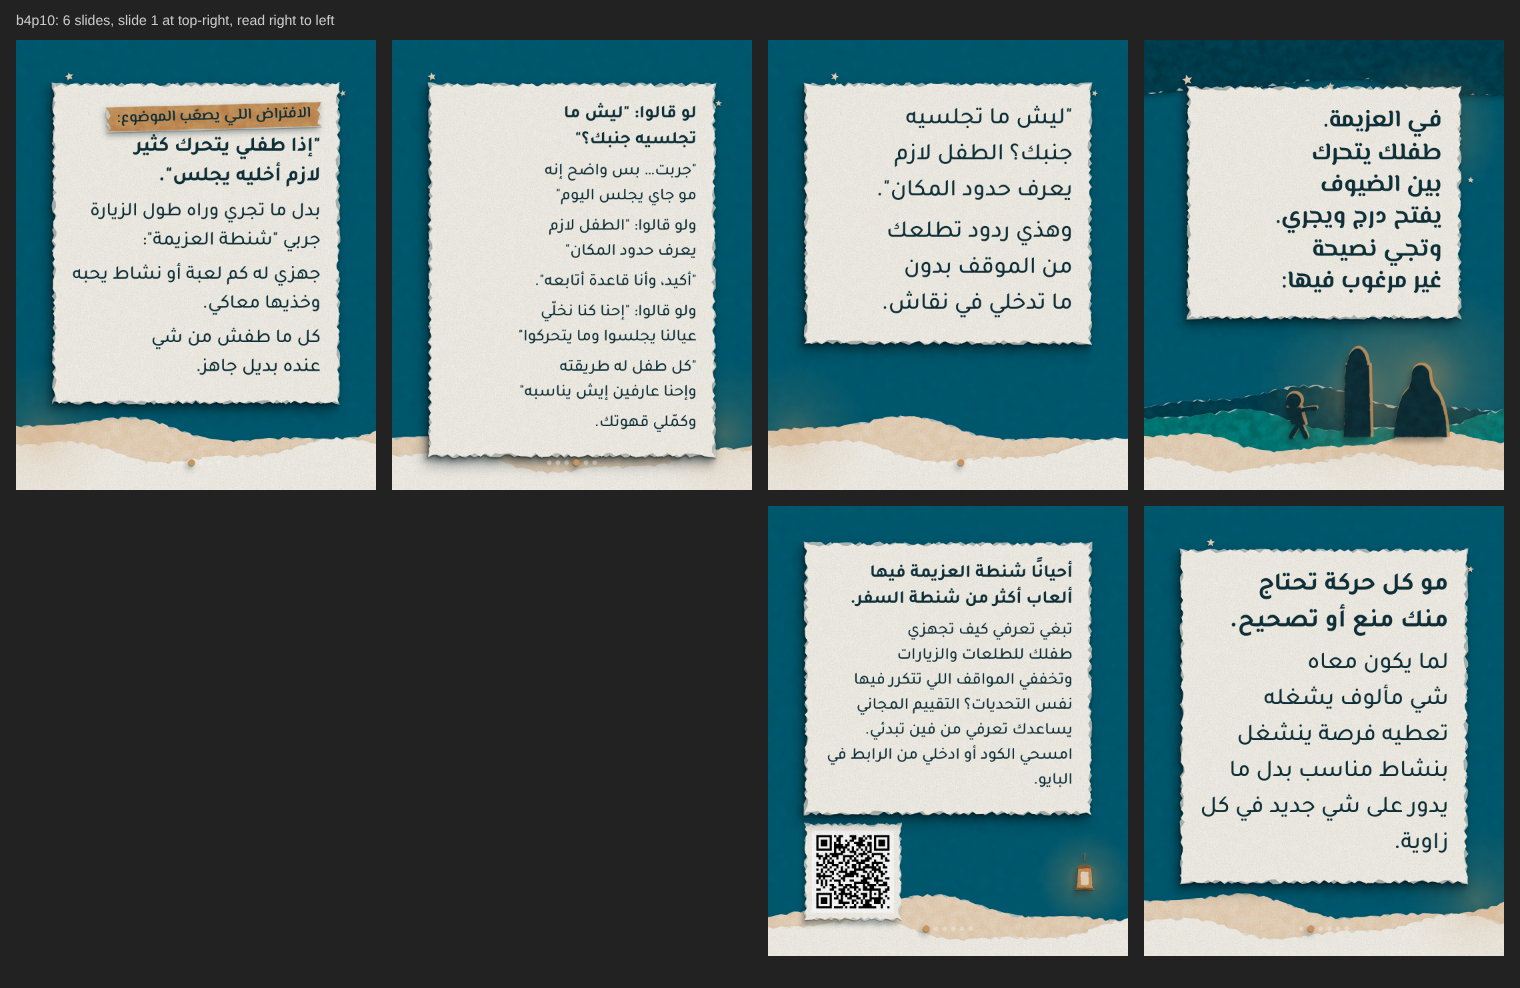 b4p10: 6 slides, slide 1 at top-right, read right to left
في العزيمة.
طفلك يتحرك
بين الضيوف
يفتح درج ويجري.
وتجي نصيحة
غير مرغوب فيها:
"ليش ما تجلسيه
جنبك؟ الطفل لازم
يعرف حدود المكان".
وهذي ردود تطلعك
من الموقف بدون
ما تدخلي في نقاش.
لو قالوا: "ليش ما
تجلسيه جنبك؟"
"جربت... بس واضح إنه
مو جاي يجلس اليوم"
ولو قالوا: "الطفل لازم
يعرف حدود المكان"
"أكيد، وأنا قاعدة أتابعه".
ولو قالوا: "إحنا كنا نخلّي
عيالنا يجلسوا وما يتحركوا"
"كل طفل له طريقته
وإحنا عارفين إيش يناسبه"
وكمّلي قهوتك.
الافتراض اللي يصعّب الموضوع:
"إذا طفلي يتحرك كثير
لازم أخليه يجلس".
بدل ما تجري وراه طول الزيارة
جربي "شنطة العزيمة":
جهزي له كم لعبة أو نشاط يحبه
وخذيها معاكي.
كل ما طفش من شي
عنده بديل جاهز.
مو كل حركة تحتاج
منك منع أو تصحيح.
لما يكون معاه
شي مألوف يشغله
تعطيه فرصة ينشغل
بنشاط مناسب بدل ما
يدور على شي جديد في كل
زاوية.
أحيانًا شنطة العزيمة فيها
ألعاب أكثر من شنطة السفر.
تبغي تعرفي كيف تجهزي
طفلك للطلعات والزيارات
وتخففي المواقف اللي تتكرر فيها
نفس التحديات؟ التقييم المجاني
يساعدك تعرفي من فين تبدئي.
امسحي الكود أو ادخلي من الرابط في
البايو.